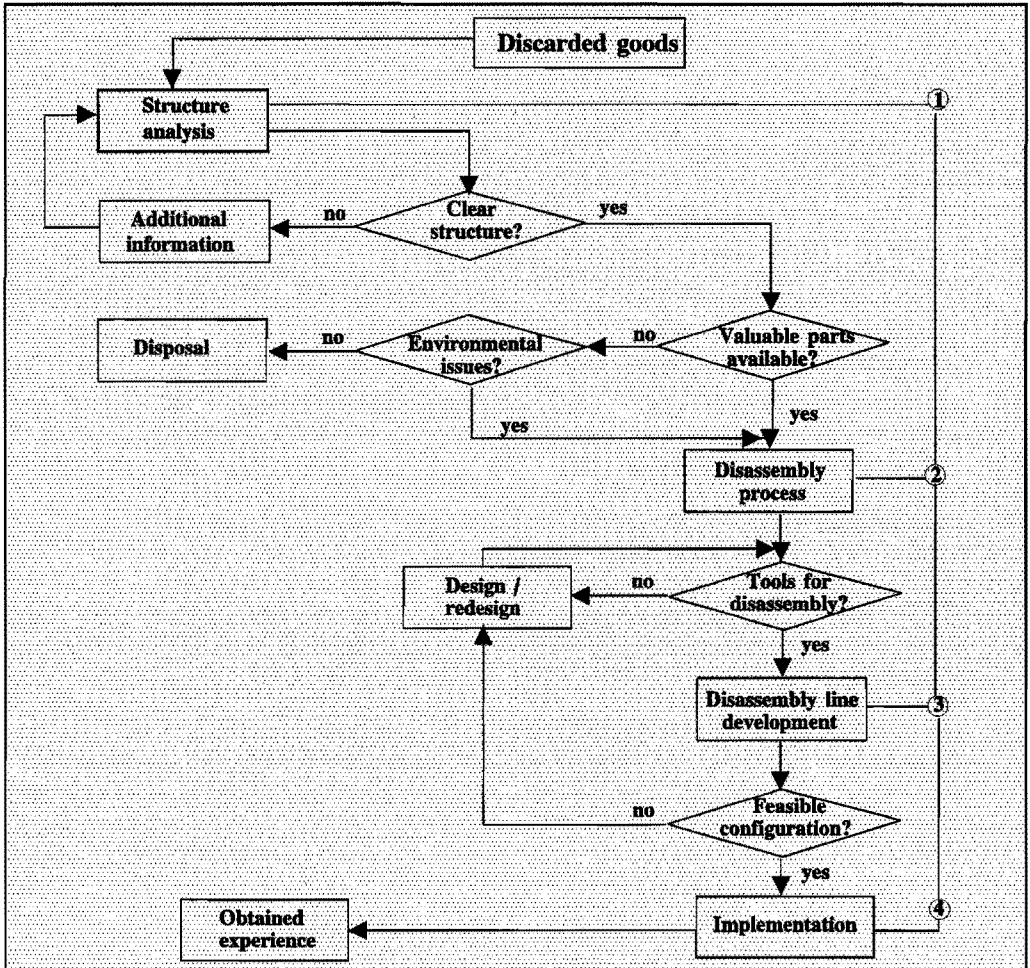 Discarded goods
Structure
analysis
①
Clear
structure?
no
yes
Additional
information
Valuable parts
available?
no
Environmental
issues?
no
Disposal
yes
yes
Disassembly
process
②
Tools for
disassembly?
no
Design /
redesign
yes
Disassembly line
development
③
Feasible
configuration?
no
yes
Implementation
④
Obtained
experience